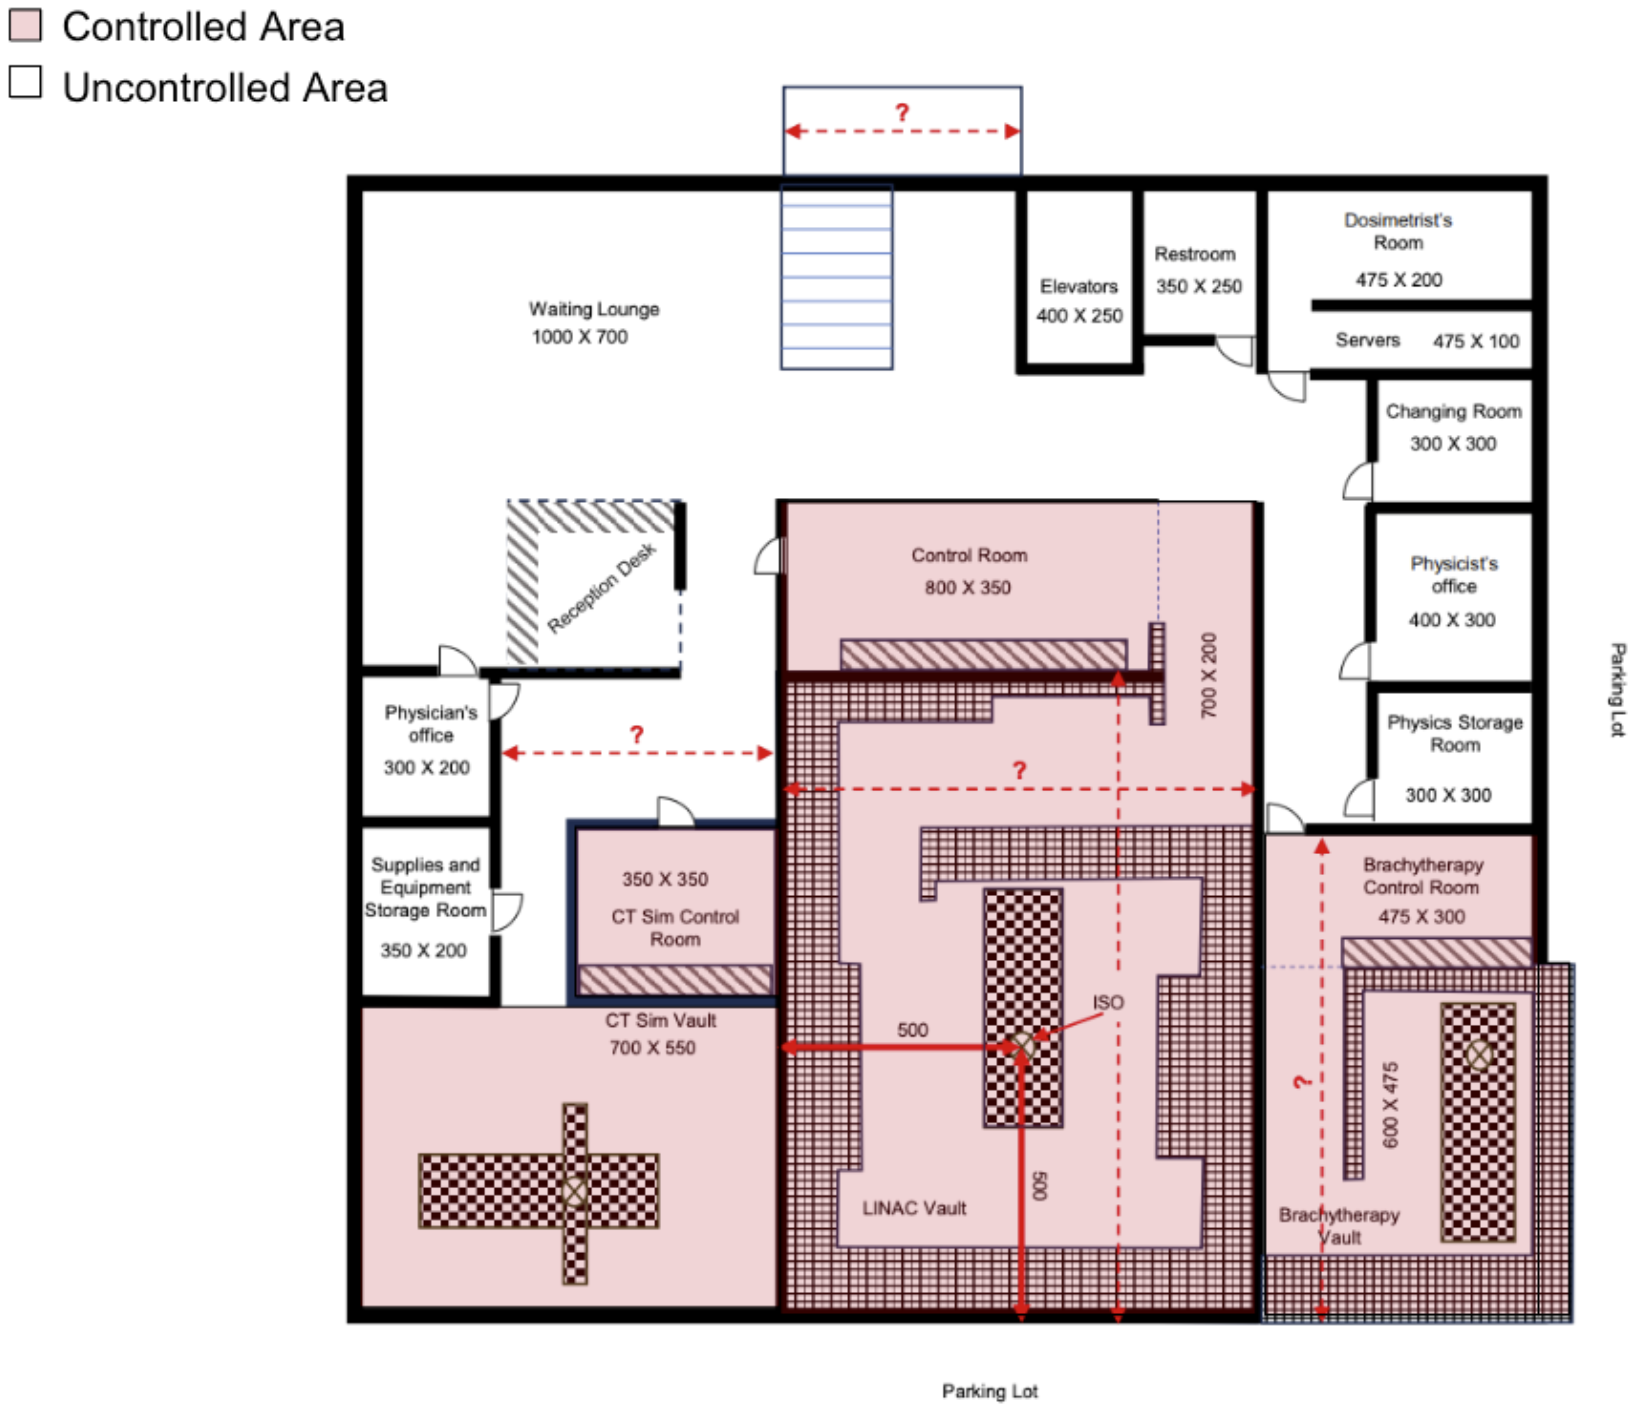 Controlled Area
Uncontrolled Area
?
Dosimetrist's
Room
475 X 200
Restroom
350 X 250
Elevators
400 X 250
Waiting Lounge
1000 X 700
Servers 475 X 100
Changing Room
300 X 300
Control Room
800 X 350
Reception Desk
Physicist's
office
400 X 300
700 X 200
Parking Lot
Physician's
office
300 X 200
?
?
Physics Storage
Room
300 X 300
Supplies and
Equipment
Storage Room
350 X 200
350 X 350
CT Sim Control
Room
Brachytherapy
Control Room
475 X 300
CT Sim Vault
700 X 550
500
ISO
?
600 X 475
500
LINAC Vault
Brachytherapy
Vault
Parking Lot